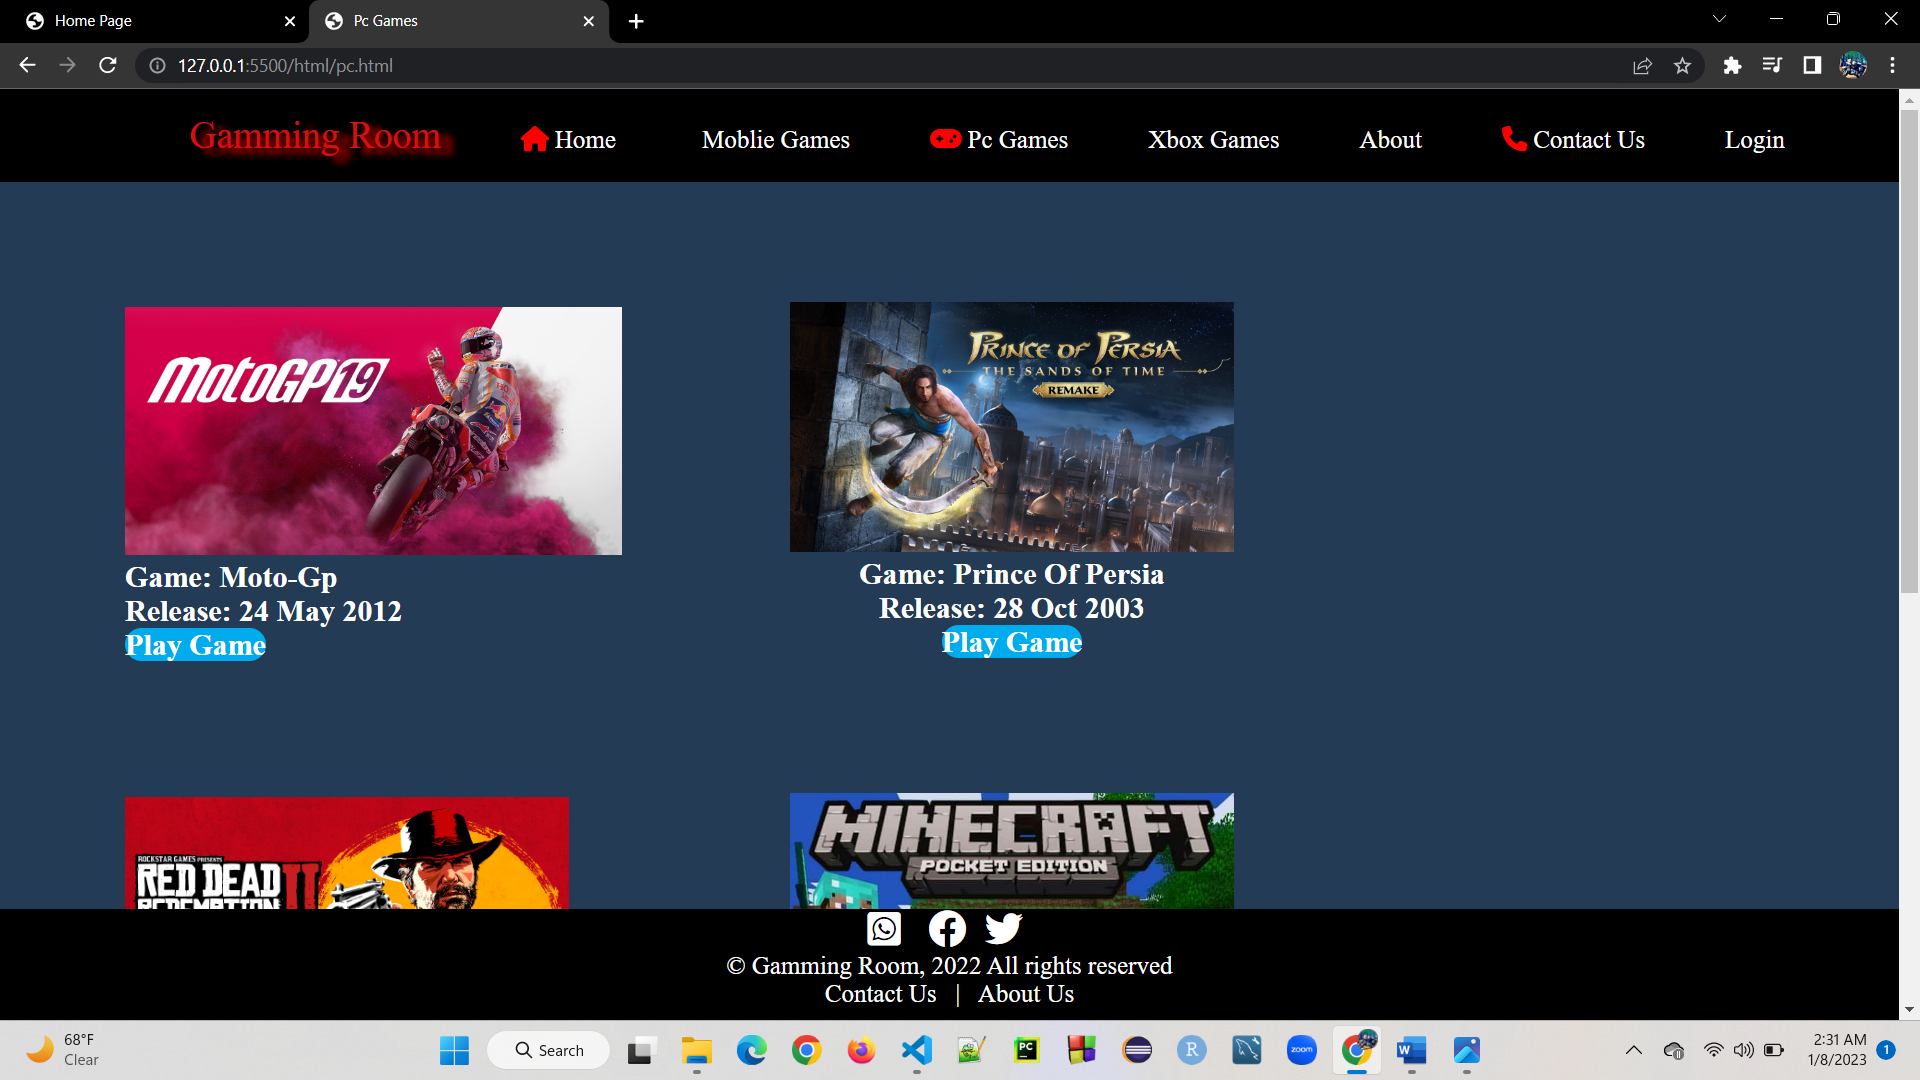 Home Page
Pc Games
127.0.0.1:5500/html/pc.html
Gamming Room
Home
Moblie Games
Pc Games
Xbox Games
About
Contact Us
Login
MotoGP19
PRINCE OF PERSIA
THE SANDS OF TIME
REMAKE
Game: Moto-Gp
Release: 24 May 2012
Play Game
Game: Prince Of Persia
Release: 28 Oct 2003
Play Game
ROCKSTAR GAMES PRESENTS
RED DEAD II
REDEMPTION
MINECRAFT
POCKET EDITION
© Gamming Room, 2022 All rights reserved
Contact Us | About Us
68°F
Clear
Search
PC
R
zoom
W
2:31 AM
1/8/2023
1